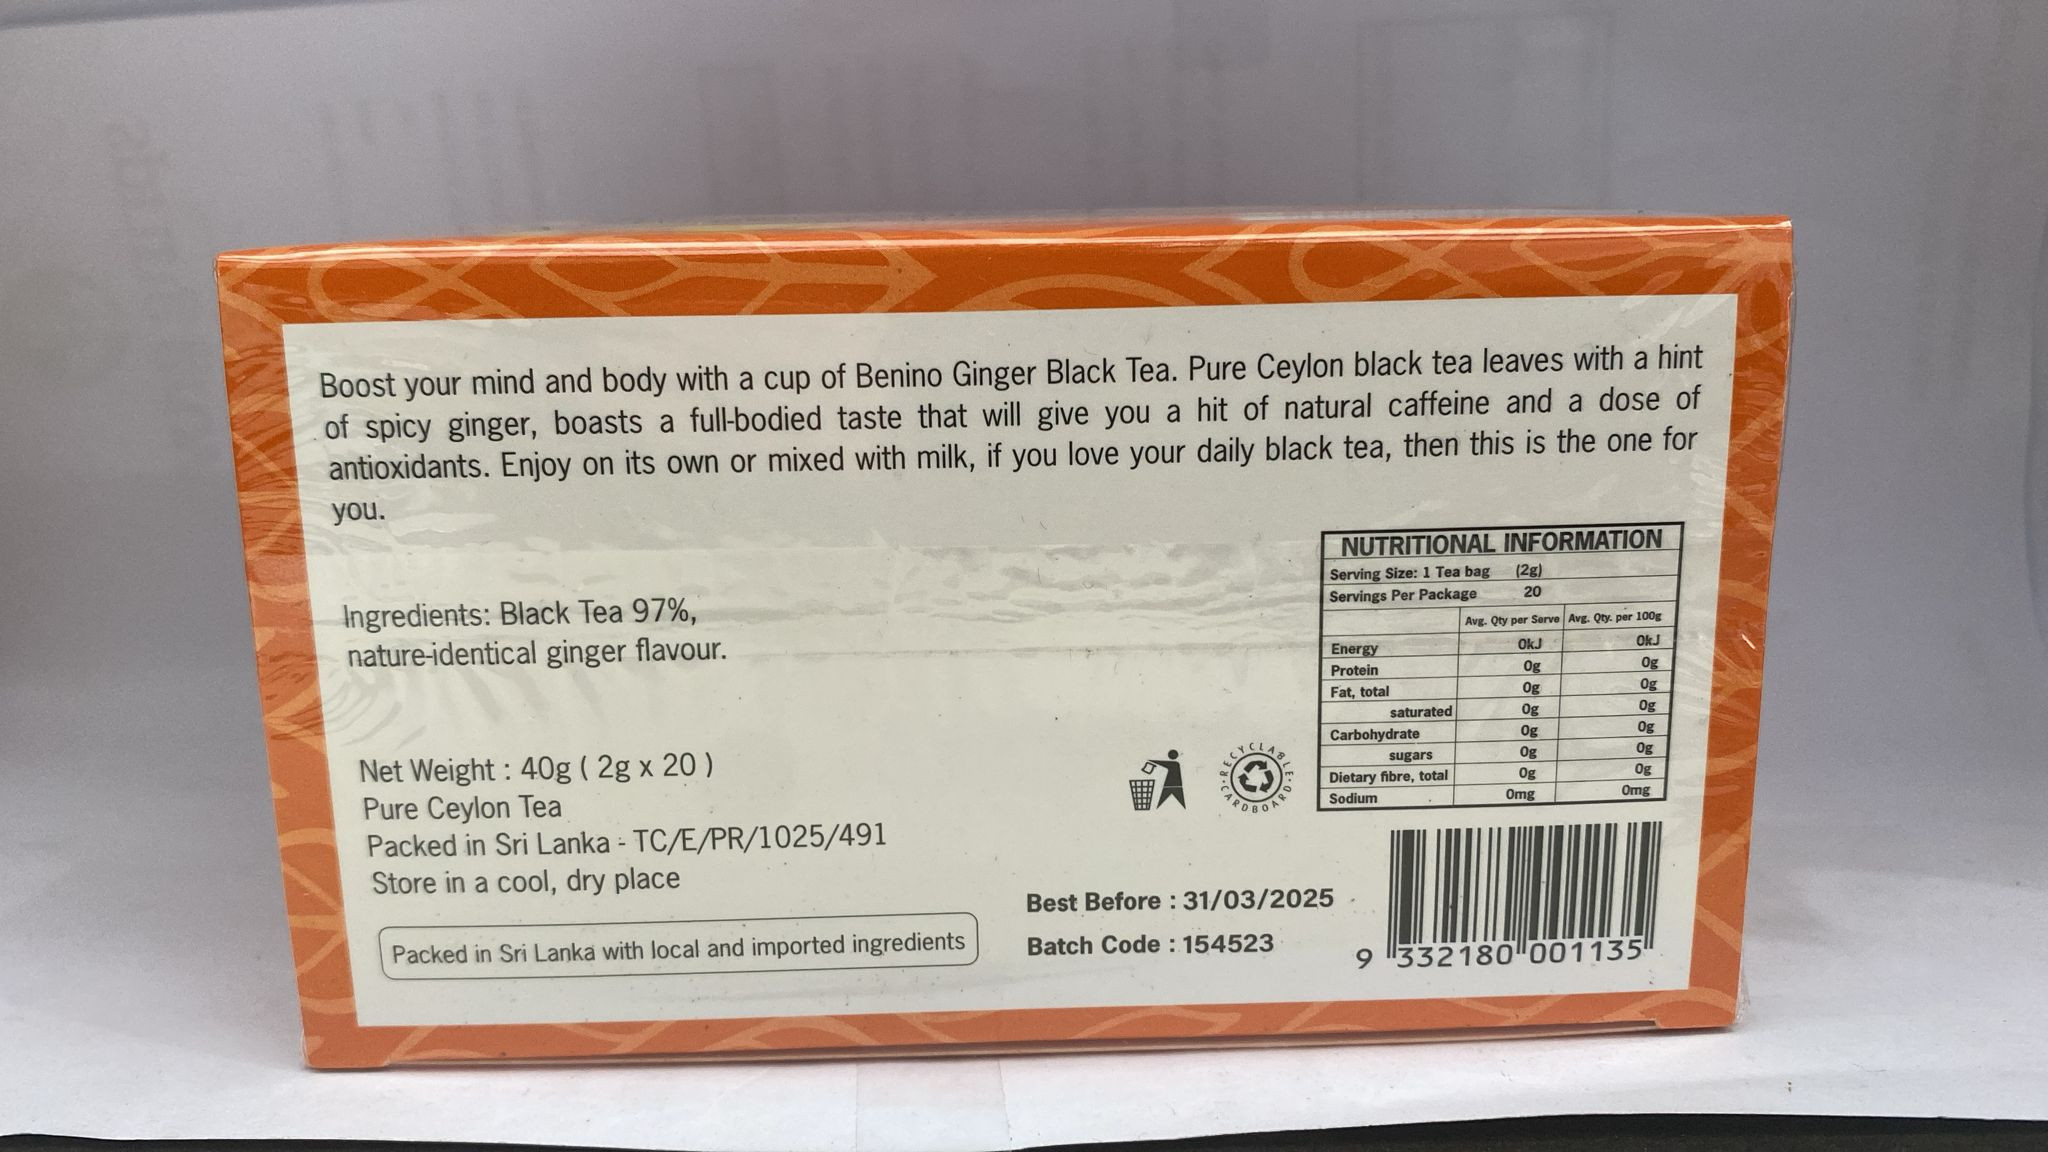 Boost your mind and body with a cup of Benino Ginger Black Tea. Pure Ceylon black tea leaves with a hint
of spicy ginger, boasts a full-bodied taste that will give you a hit of natural caffeine and a dose of
antioxidants. Enjoy on its own or mixed with milk, if you love your daily black tea, then this is the one for
you.
Ingredients: Black Tea 97%,
nature-identical ginger flavour.
Net Weight : 40g ( 2g x 20 )
Pure Ceylon Tea
Packed in Sri Lanka - TC/E/PR/1025/491
Store in a cool, dry place
Packed in Sri Lanka with local and imported ingredients
RECYCLABLE
CARDBOARD
Best Before : 31/03/2025
Batch Code : 154523
NUTRITIONAL INFORMATION
Serving Size: 1 Tea bag (2g)
Servings Per Package 20
Avg. Qty per Serve Avg. Qty. per 100g
Energy 0kJ 0kJ
Protein 0g 0g
Fat, total 0g 0g
saturated 0g 0g
Carbohydrate 0g 0g
sugars 0g 0g
Dietary fibre, total 0g 0g
Sodium 0mg 0mg
9 332180 001135